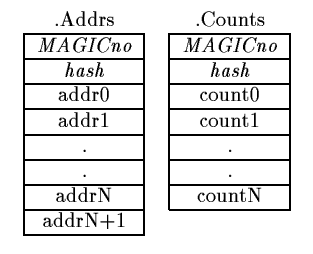 .Addrs .Counts
MAGICno MAGICno
hash hash
addr0 count0
addr1 count1
. .
. .
addrN countN
addrN+1